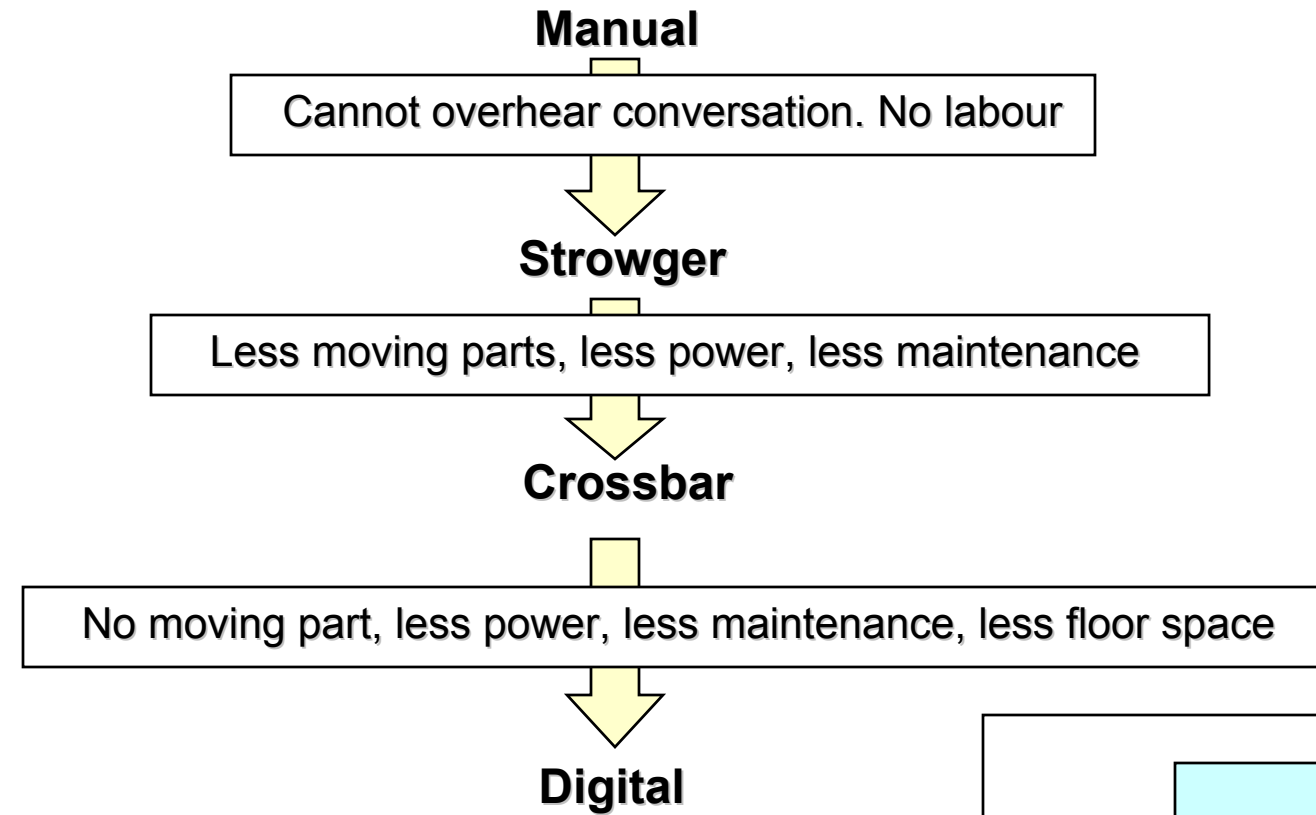 Manual
Cannot overhear conversation. No labour
Strowger
Less moving parts, less power, less maintenance
Crossbar
No moving part, less power, less maintenance, less floor space
Digital